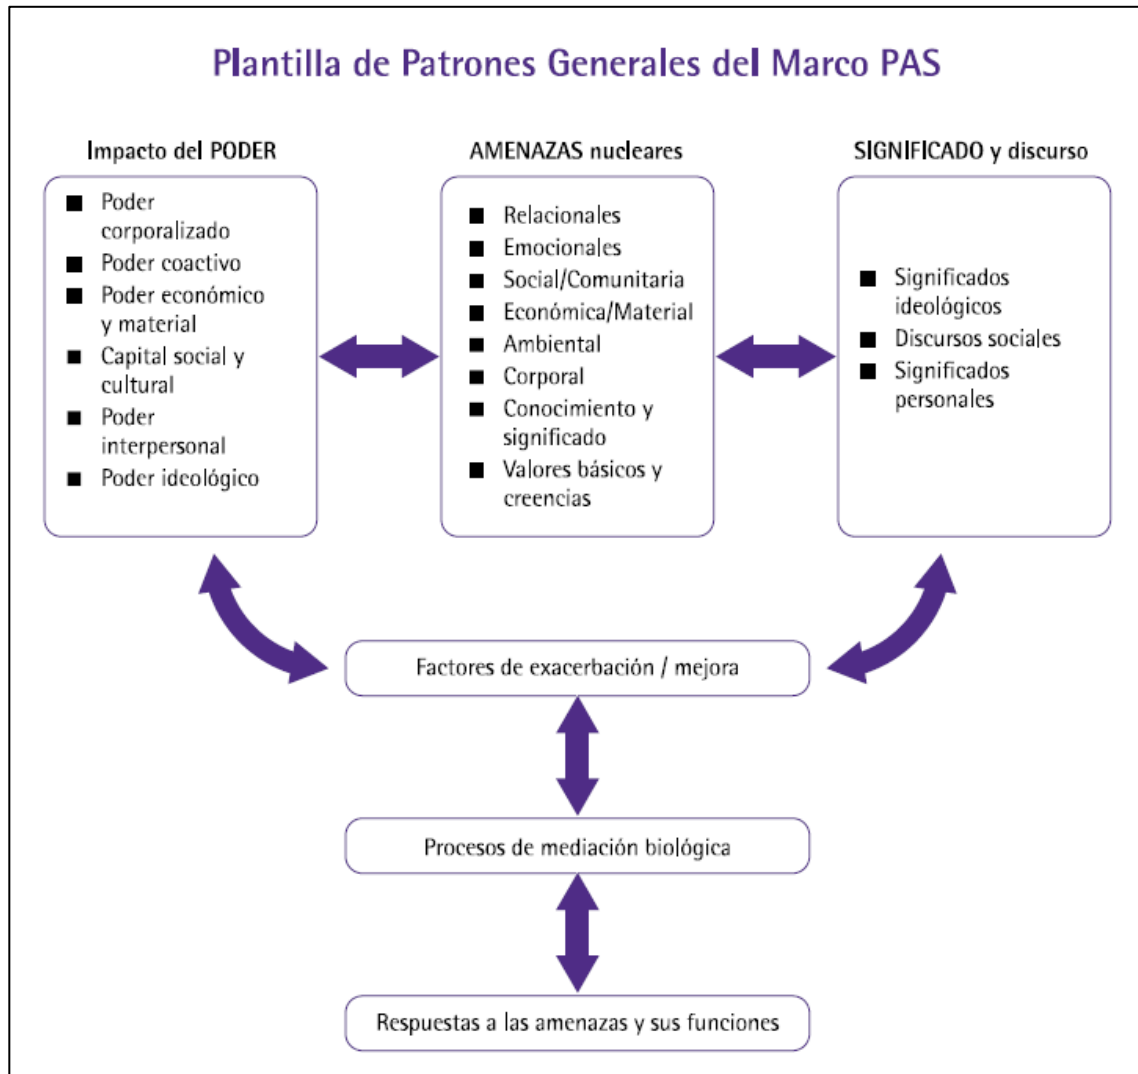 Plantilla de Patrones Generales del Marco PAS
Impacto del PODER
■ Poder
corporalizado
■ Poder coactivo
■ Poder económico
y material
■ Capital social y
cultural
■ Poder
interpersonal
■ Poder ideológico
AMENAZAS nucleares
■ Relacionales
■ Emocionales
■ Social/Comunitaria
■ Económica/Material
■ Ambiental
■ Corporal
■ Conocimiento y
significado
■ Valores básicos y
creencias
SIGNIFICADO y discurso
■ Significados
ideológicos
■ Discursos sociales
■ Significados
personales
Factores de exacerbación / mejora
Procesos de mediación biológica
Respuestas a las amenazas y sus funciones